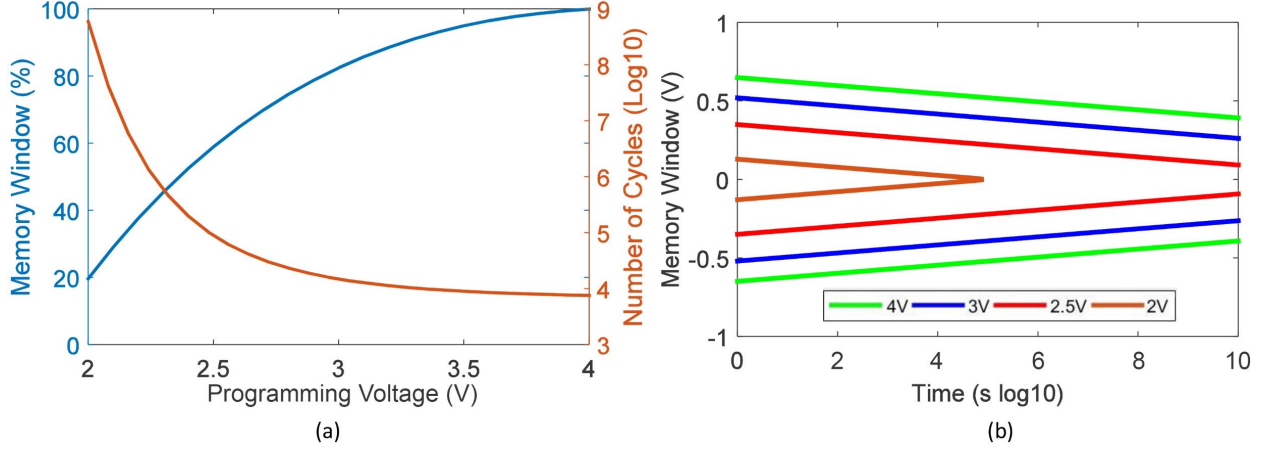 100
80
60
40
20
0
Memory Window (%)
9
8
7
6
5
4
3
Number of Cycles (Log10)
2 2.5 3 3.5 4
Programming Voltage (V)
(a)
1
0.5
0
-0.5
-1
Memory Window (V)
4V 3V 2.5V 2V
0 2 4 6 8 10
Time (s log10)
(b)